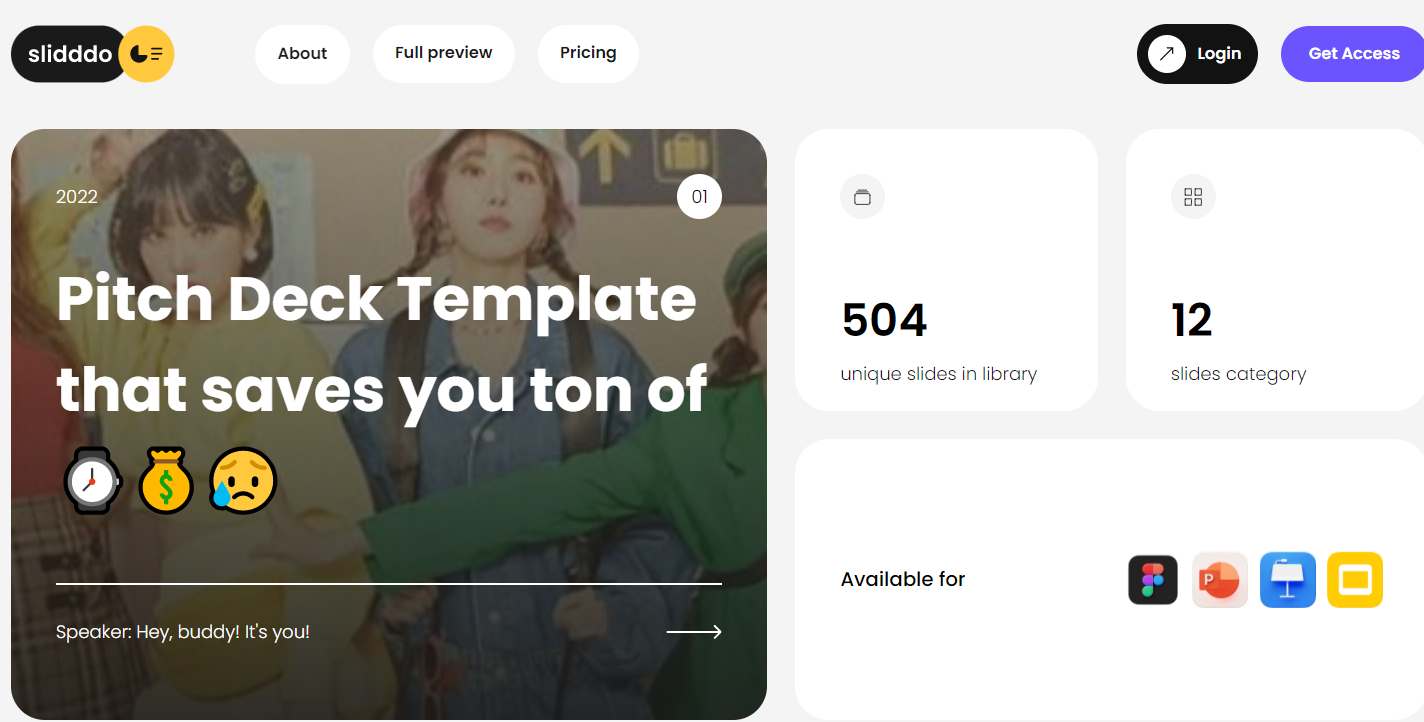 slidddo
About
Full preview
Pricing
Login
Get Access
2022
01
Pitch Deck Template
that saves you ton of
⌚💰😥
Speaker: Hey, buddy! It's you!
504
unique slides in library
12
slides category
Available for
P